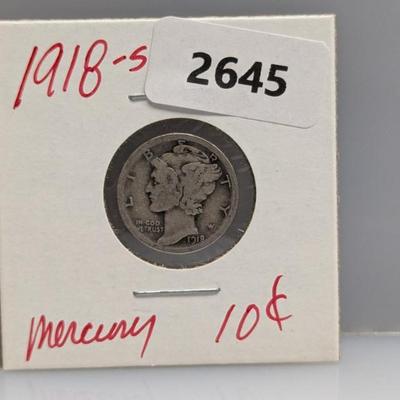 1918-S
2645
LIBERTY
IN GOD
WE TRUST
1918
Mercury 10¢